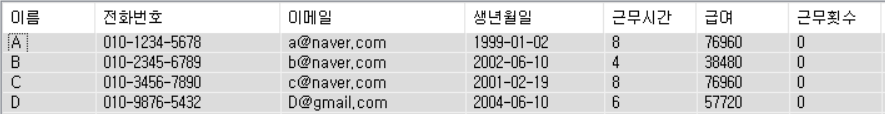 이름 전화번호 이메일 생년월일 근무시간 급여 근무횟수
A 010-1234-5678 a@naver.com 1999-01-02 8 76960 0
B 010-2345-6789 b@naver.com 2002-06-10 4 38480 0
C 010-3456-7890 c@naver.com 2001-02-19 8 76960 0
D 010-9876-5432 D@gmail.com 2004-06-10 6 57720 0